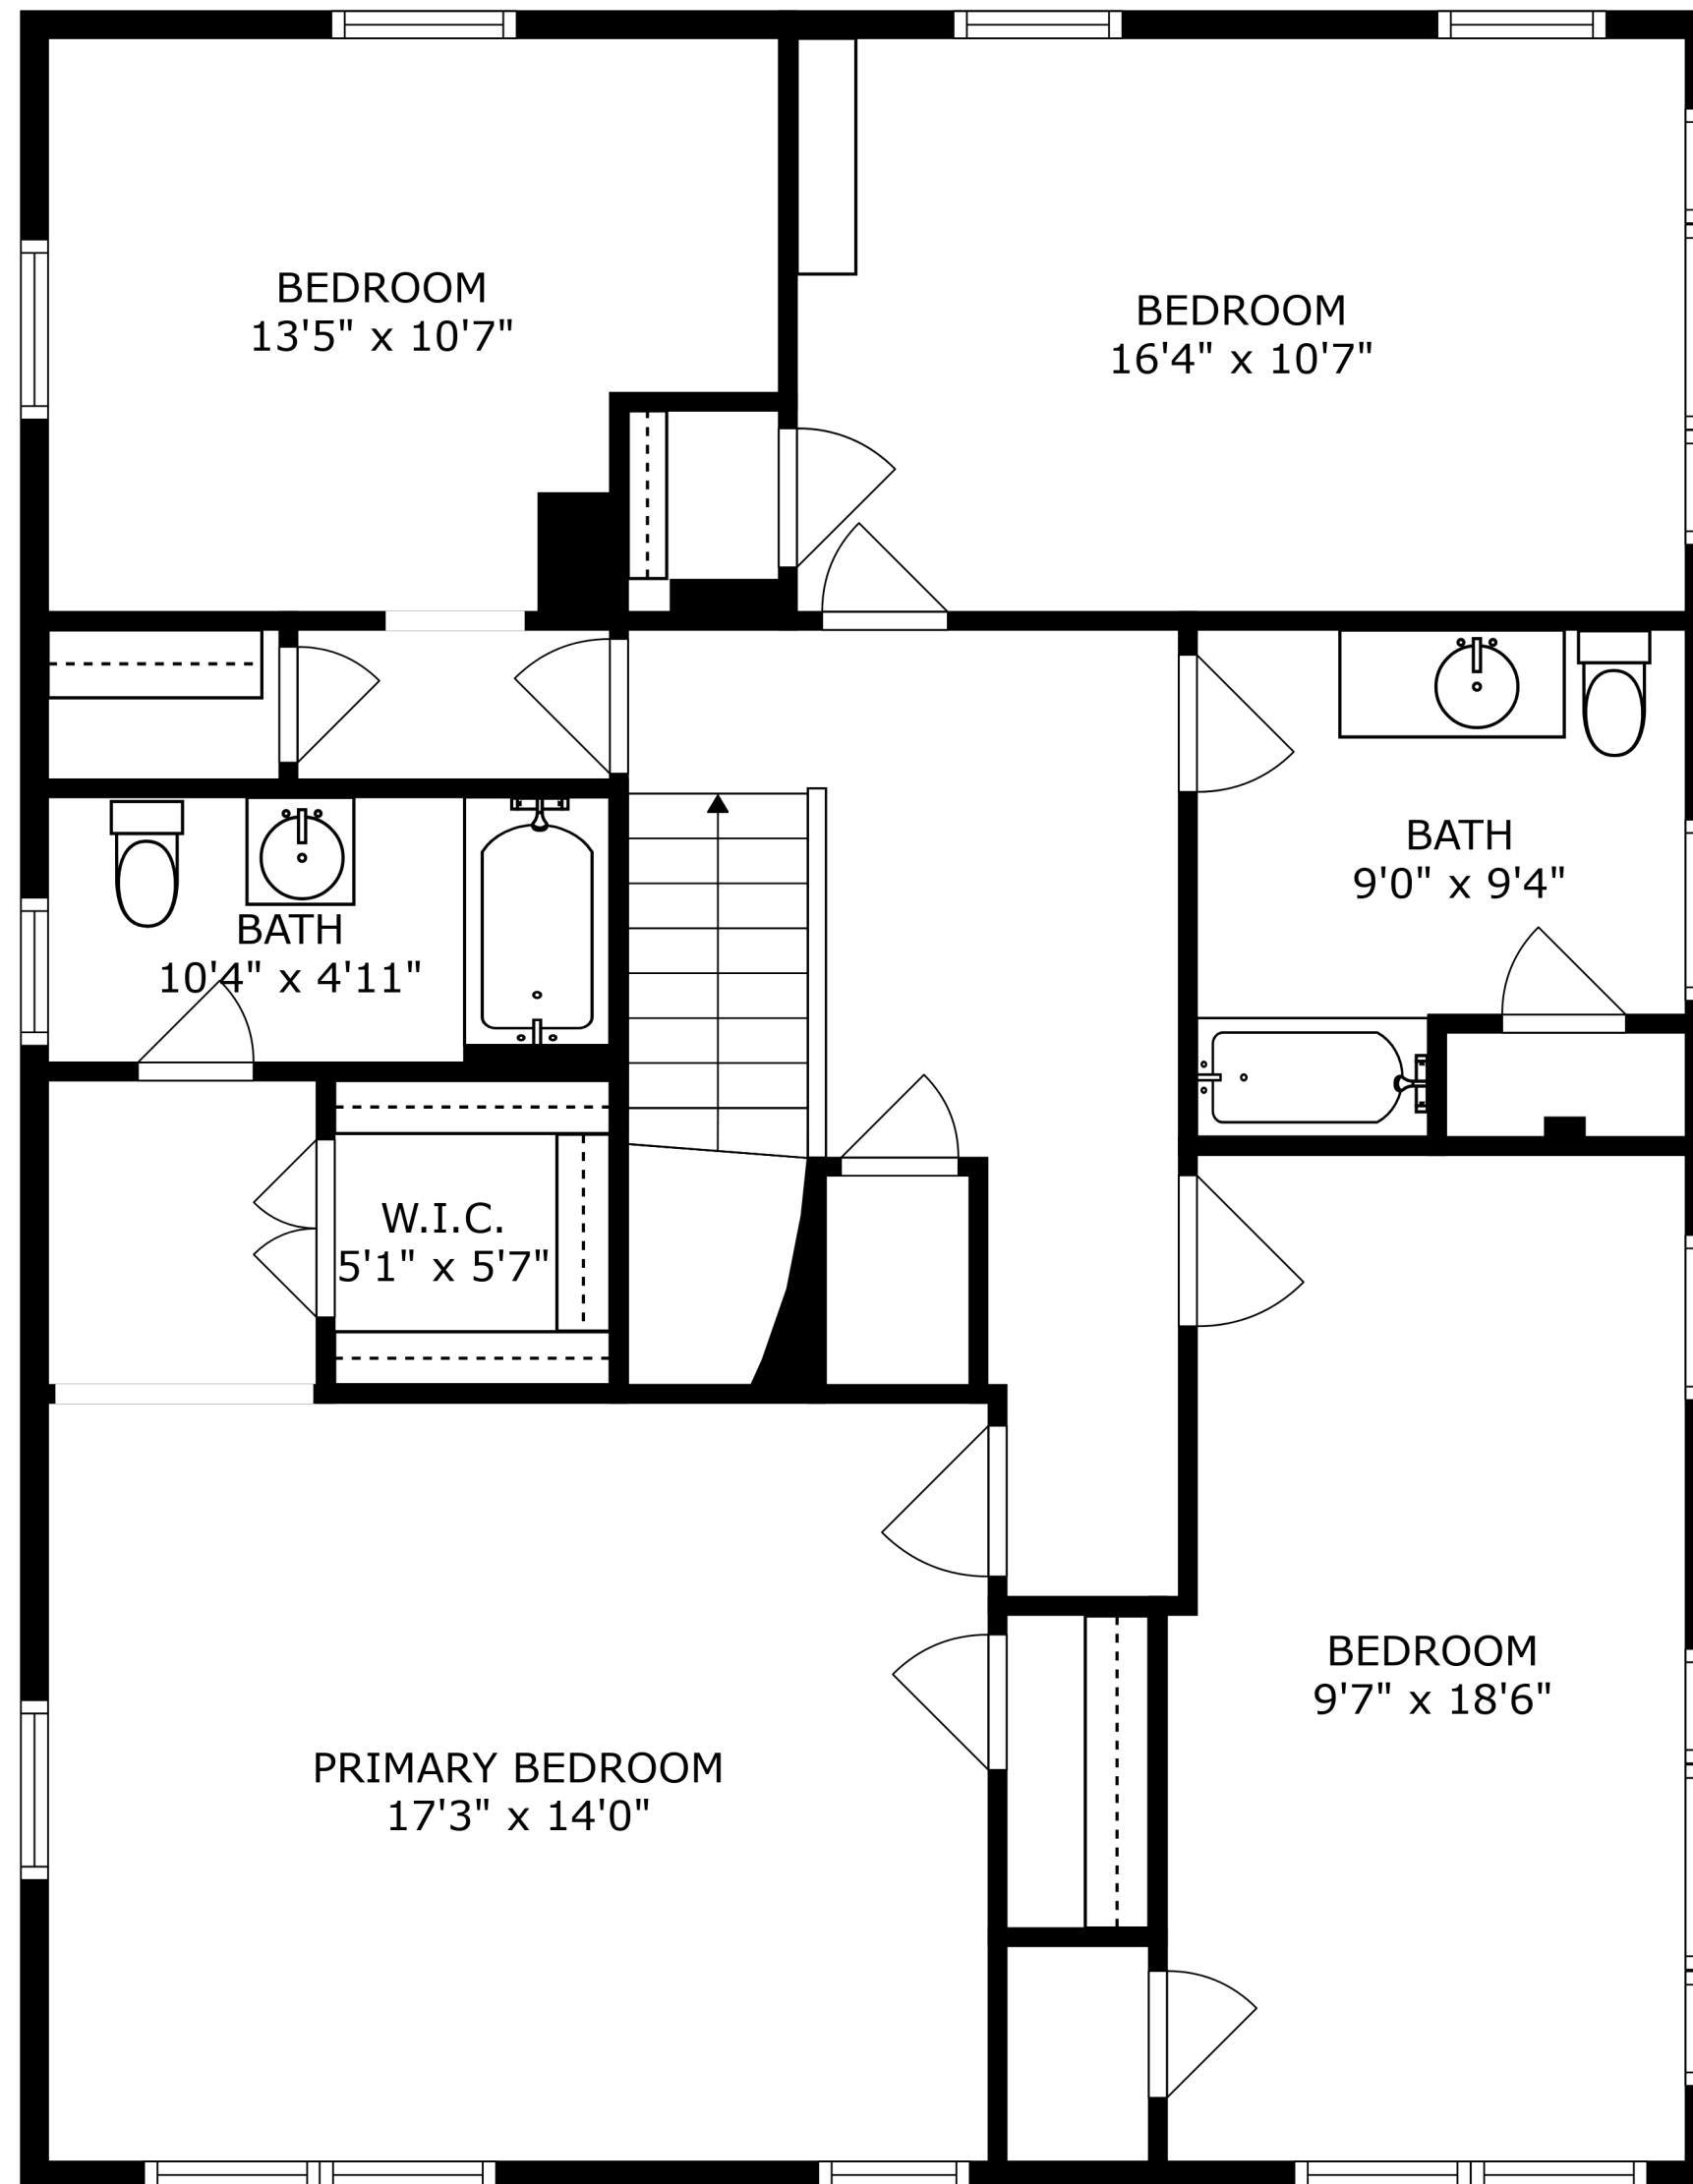 BEDROOM
13'5" x 10'7"
BEDROOM
16'4" x 10'7"
BATH
9'0" x 9'4"
BATH
10'4" x 4'11"
W.I.C.
5'1" x 5'7"
BEDROOM
9'7" x 18'6"
PRIMARY BEDROOM
17'3" x 14'0"